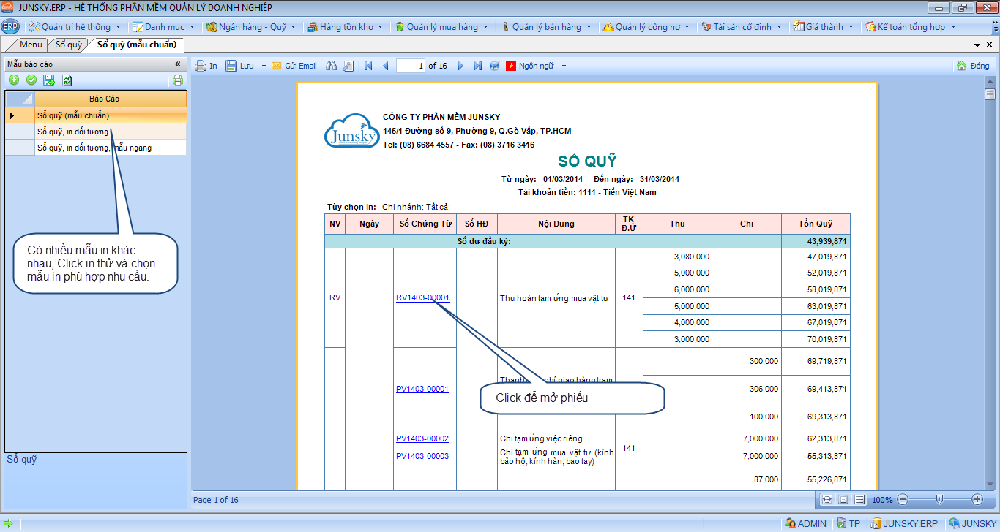 JUNSKY.ERP - HỆ THỐNG PHẦN MỀM QUẢN LÝ DOANH NGHIỆP
ERP Quản trị hệ thống Danh mục Ngân hàng - Quỹ Hàng tồn kho Quản lý mua hàng Quản lý bán hàng Quản lý công nợ Tài sản cố định Giá thành Kế toán tổng hợp
Menu Sổ quỹ Sổ quỹ (mẫu chuẩn)
Mẫu báo cáo «
In Lưu Gửi Email 1 of 16 Ngôn ngữ Đóng
Báo Cáo
Sổ quỹ (mẫu chuẩn)
Sổ quỹ, in đối tượng
Sổ quỹ, in đối tượng, mẫu ngang
Có nhiều mẫu in khác
nhau, Click in thử và chọn
mẫu in phù hợp nhu cầu.
Sổ quỹ
Junsky
CÔNG TY PHẦN MỀM JUNSKY
145/1 Đường số 9, Phường 9, Q.Gò Vấp, TP.HCM
Tel: (08) 6684 4557 - Fax: (08) 3716 3416
SỔ QUỸ
Từ ngày: 01/03/2014 Đến ngày: 31/03/2014
Tài khoản tiền: 1111 - Tiền Việt Nam
Tùy chọn in: Chi nhánh: Tất cả;
NV Ngày Số Chứng Từ Số HĐ Nội Dung TK Đ.Ứ Thu Chi Tồn Quỹ
Số dư đầu kỳ: 43,939,871
3,080,000 47,019,871
5,000,000 52,019,871
6,000,000 58,019,871
RV RV1403-00001 Thu hoàn tạm ứng mua vật tư 141
5,000,000 63,019,871
4,000,000 67,019,871
3,000,000 70,019,871
300,000 69,719,871
phí giao hàng trạm
PV1403-00001 306,000 69,413,871
Click để mở phiếu
100,000 69,313,871
PV1403-00002 Chi tạm ứng việc riêng 141 7,000,000 62,313,871
PV1403-00003 Chi tạm ứng mua vật tư (kính
bảo hộ, kính hàn, bao tay) 7,000,000 55,313,871
87,000 55,226,871
Page 1 of 16 100%
ADMIN TP JUNSKY.ERP JUNSKY